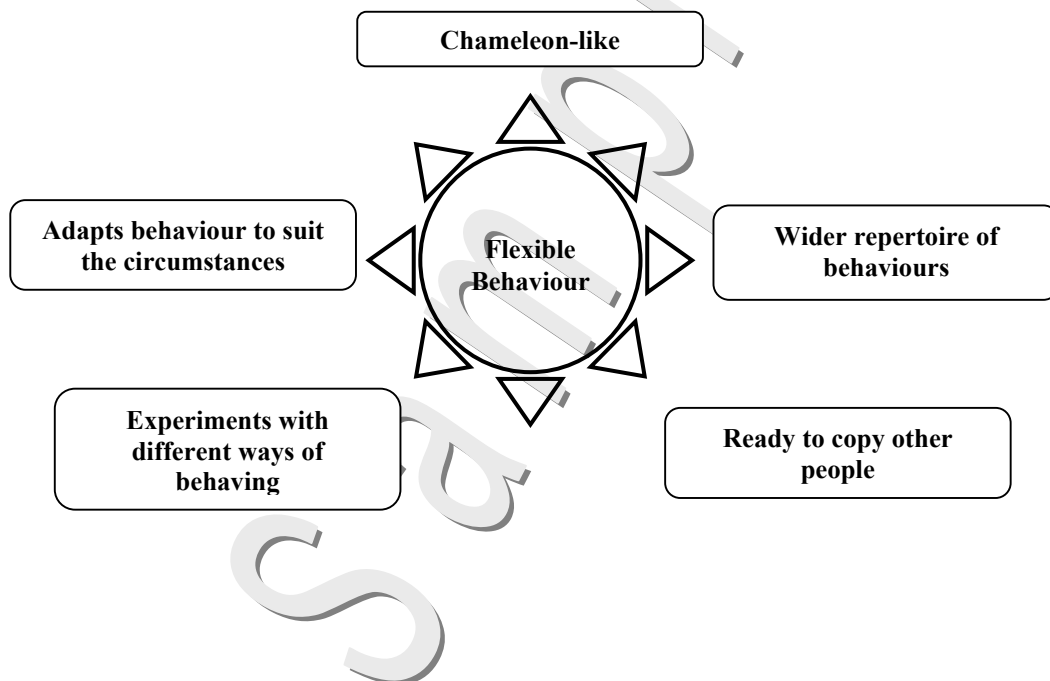 Chameleon-like
Adapts behaviour to suit
the circumstances
Flexible
Behaviour
Wider repertoire of
behaviours
Experiments with
different ways of
behaving
Ready to copy other
people
Sample